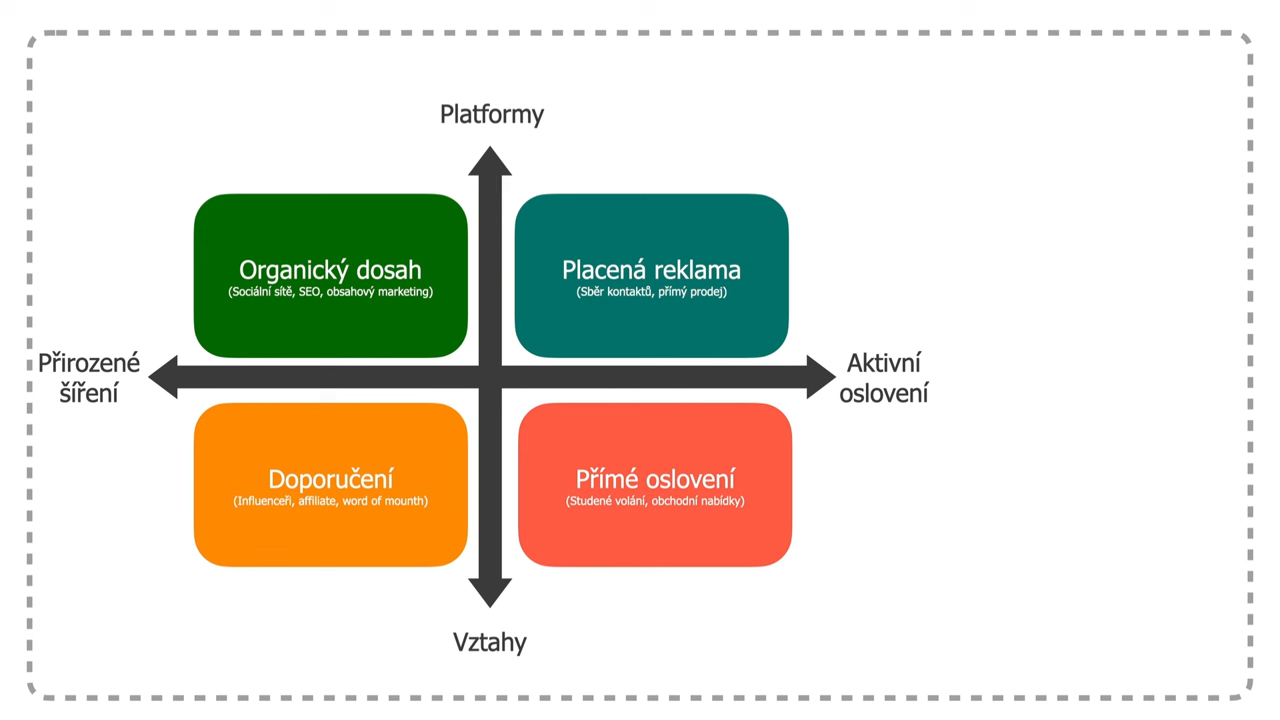 Platformy
Organický dosah
(Sociální sítě, SEO, obsahový marketing)
Placená reklama
(Sběr kontaktů, přímý prodej)
Přirozené
šíření
Aktivní
oslovení
Doporučení
(Influenceři, affiliate, word of mounth)
Přímé oslovení
(Studené volání, obchodní nabídky)
Vztahy